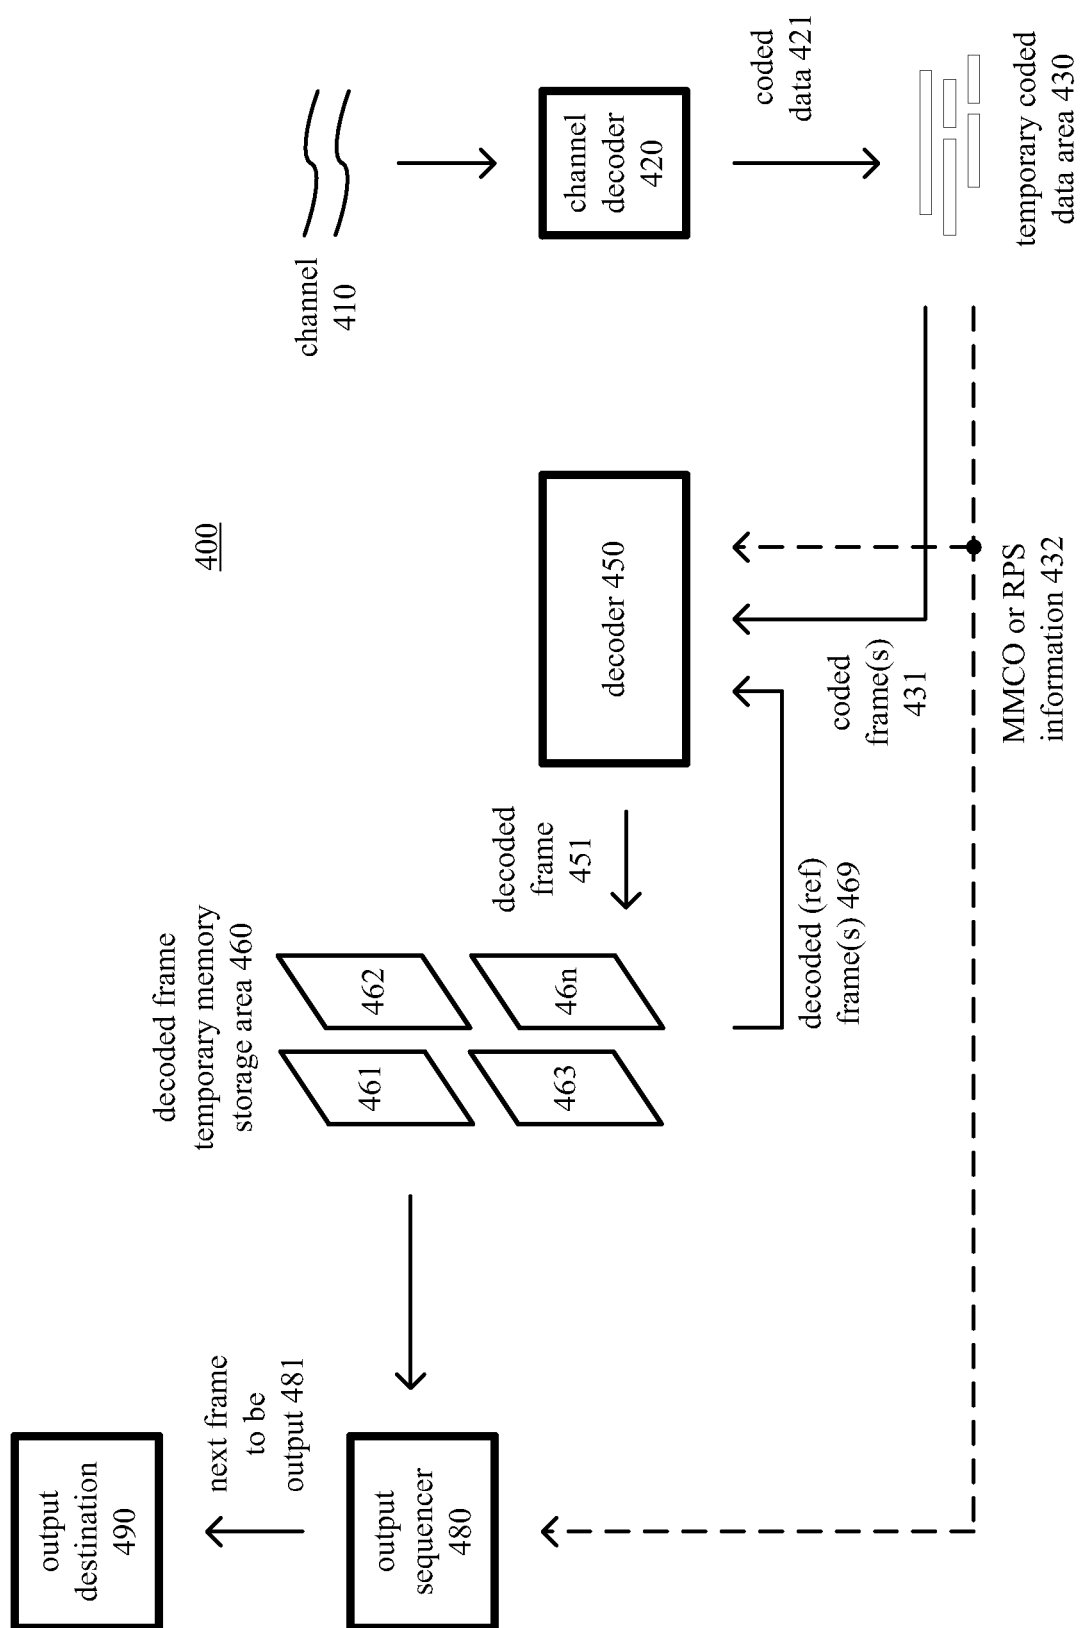 400
output
destination
490
next frame
to be
output 481
output
sequencer
480
decoded frame
temporary memory
storage area 460
461
462
463
46n
decoded
frame
451
decoder 450
decoded (ref)
frame(s) 469
coded
frame(s)
431
MMCO or RPS
information 432
channel
410
channel
decoder
420
coded
data 421
temporary coded
data area 430